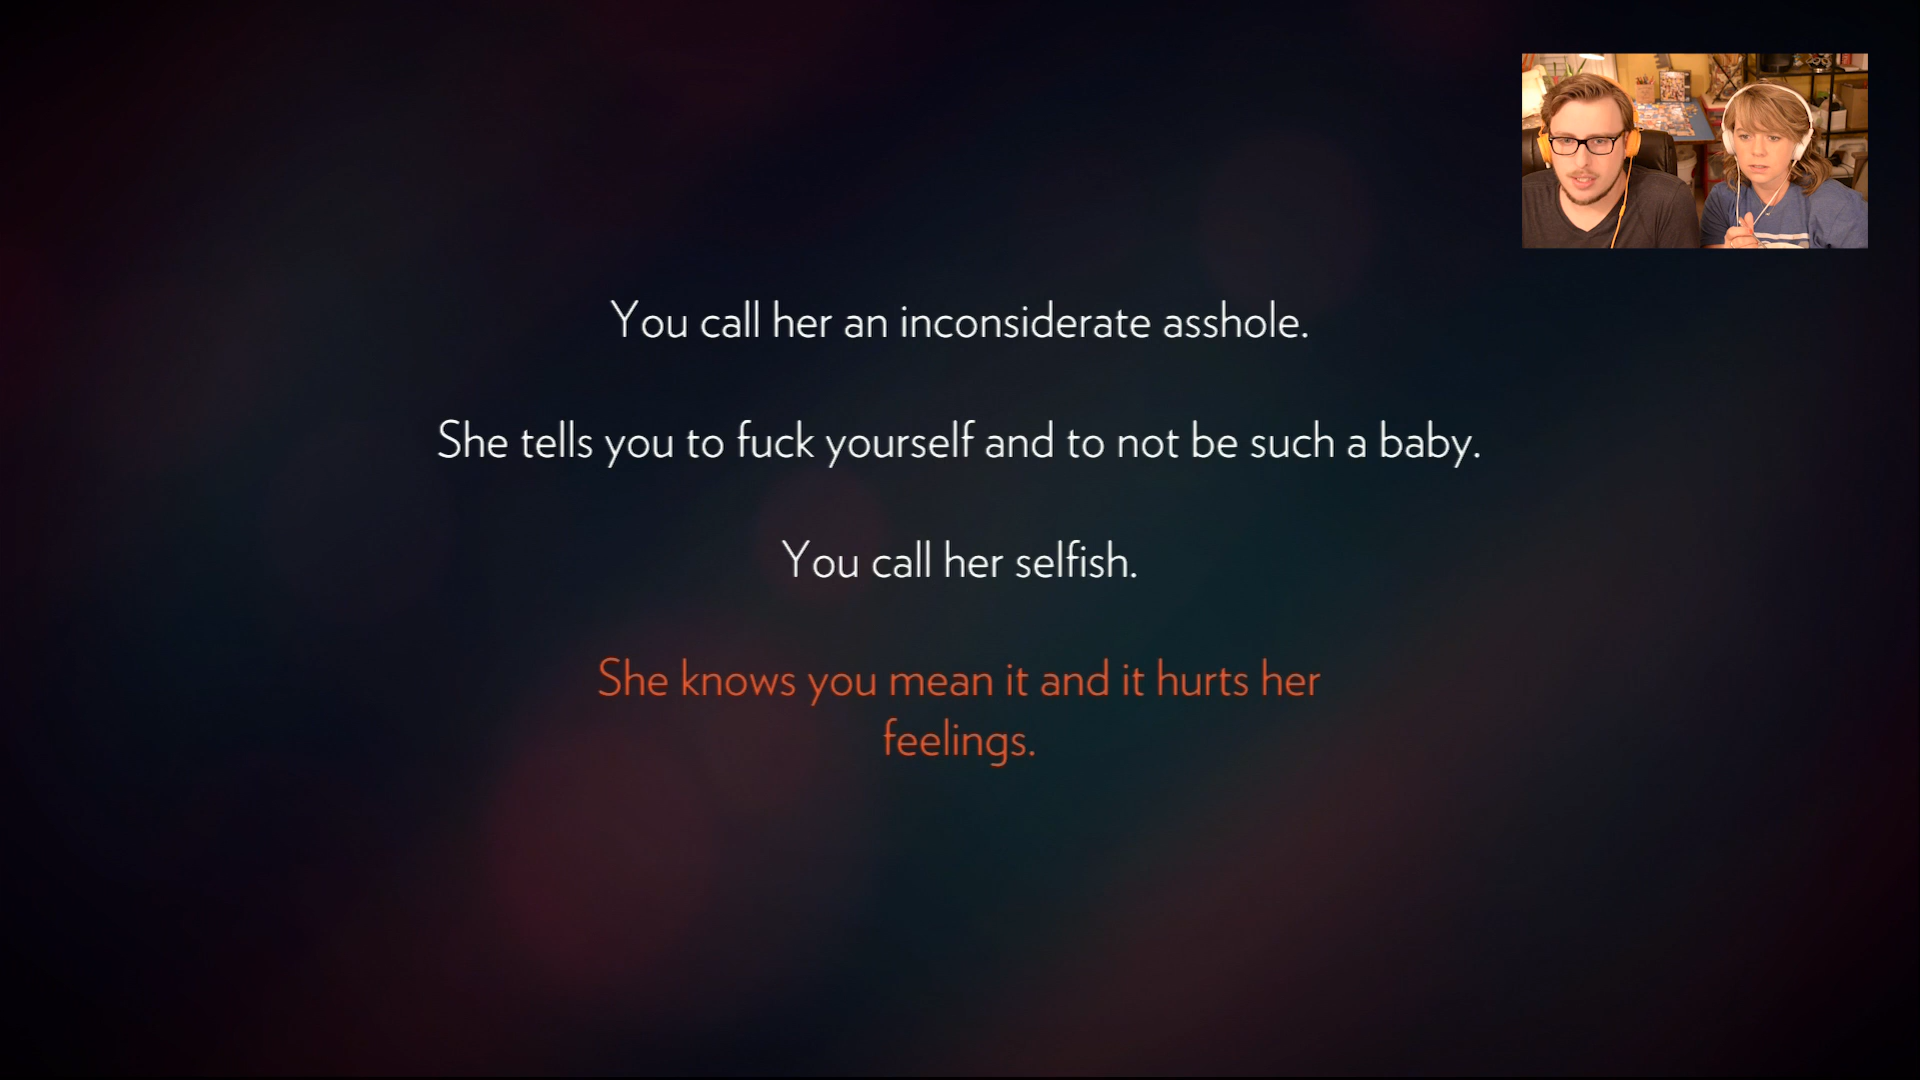 You call her an inconsiderate asshole.
She tells you to fuck yourself and to not be such a baby.
You call her selfish.
She knows you mean it and it hurts her
feelings.